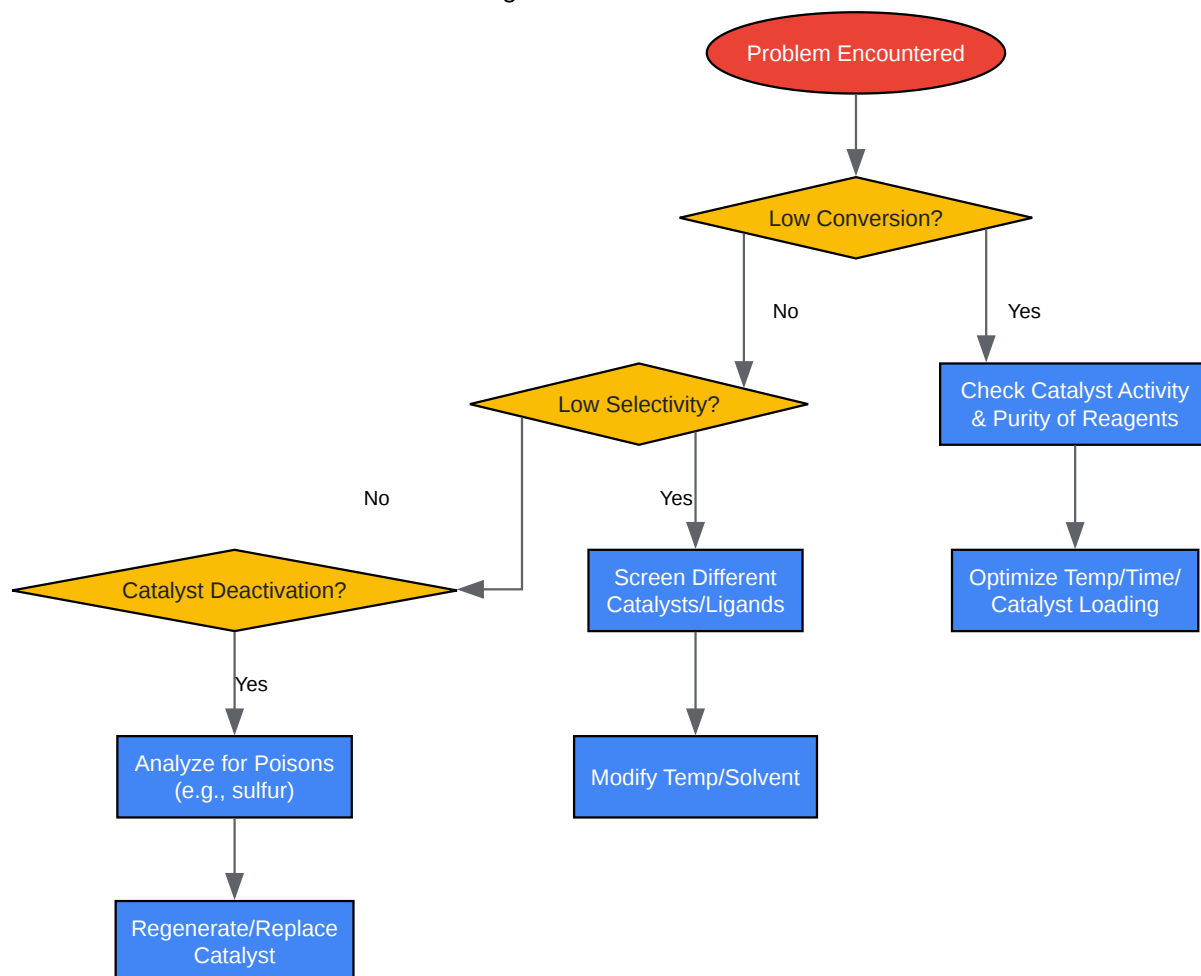 Problem Encountered
Low Conversion?
No
Yes
Low Selectivity?
Check Catalyst Activity
& Purity of Reagents
No
Yes
Catalyst Deactivation?
Screen Different
Catalysts/Ligands
Optimize Temp/Time/
Catalyst Loading
Yes
Analyze for Poisons
(e.g., sulfur)
Modify Temp/Solvent
Regenerate/Replace
Catalyst